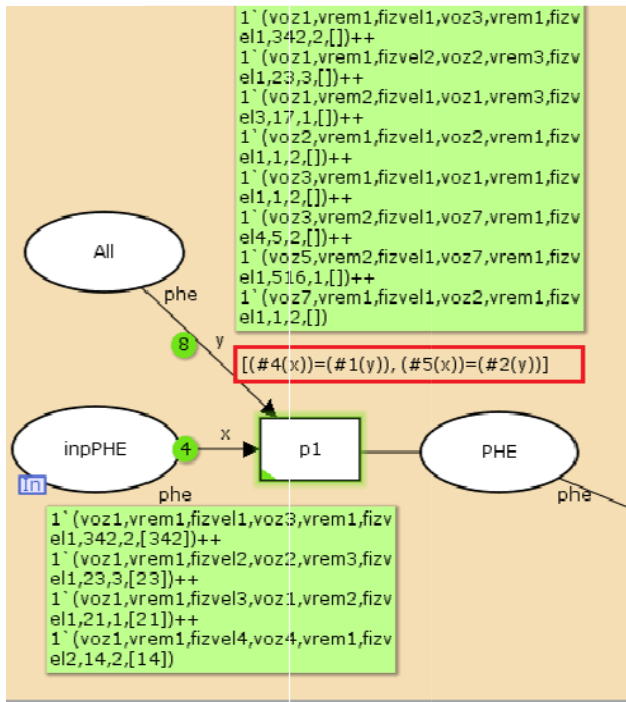 1`(voz1,vrem1,fizvel1,voz3,vrem1,fizv
el1,342,2,[])++
1`(voz1,vrem1,fizvel2,voz2,vrem3,fizv
el1,23,3,[])++
1`(voz1,vrem2,fizvel1,voz1,vrem3,fizv
el3,17,1,[])++
1`(voz2,vrem1,fizvel1,voz2,vrem1,fizv
el1,1,2,[])++
1`(voz3,vrem1,fizvel1,voz1,vrem1,fizv
el1,1,2,[])++
1`(voz3,vrem2,fizvel1,voz7,vrem1,fizv
el4,5,2,[])++
1`(voz5,vrem2,fizvel1,voz7,vrem1,fizv
el1,516,1,[])++
1`(voz7,vrem1,fizvel1,voz2,vrem1,fizv
el1,1,2,[])
All
phe
8
y
[(#4(x))=(#1(y)), (#5(x))=(#2(y))]
inpPHE
4
x
p1
PHE
In
phe
phe
1`(voz1,vrem1,fizvel1,voz3,vrem1,fizv
el1,342,2,[342])++
1`(voz1,vrem1,fizvel2,voz2,vrem3,fizv
el1,23,3,[23])++
1`(voz1,vrem1,fizvel3,voz1,vrem2,fizv
el1,21,1,[21])++
1`(voz1,vrem1,fizvel4,voz4,vrem1,fizv
el2,14,2,[14])